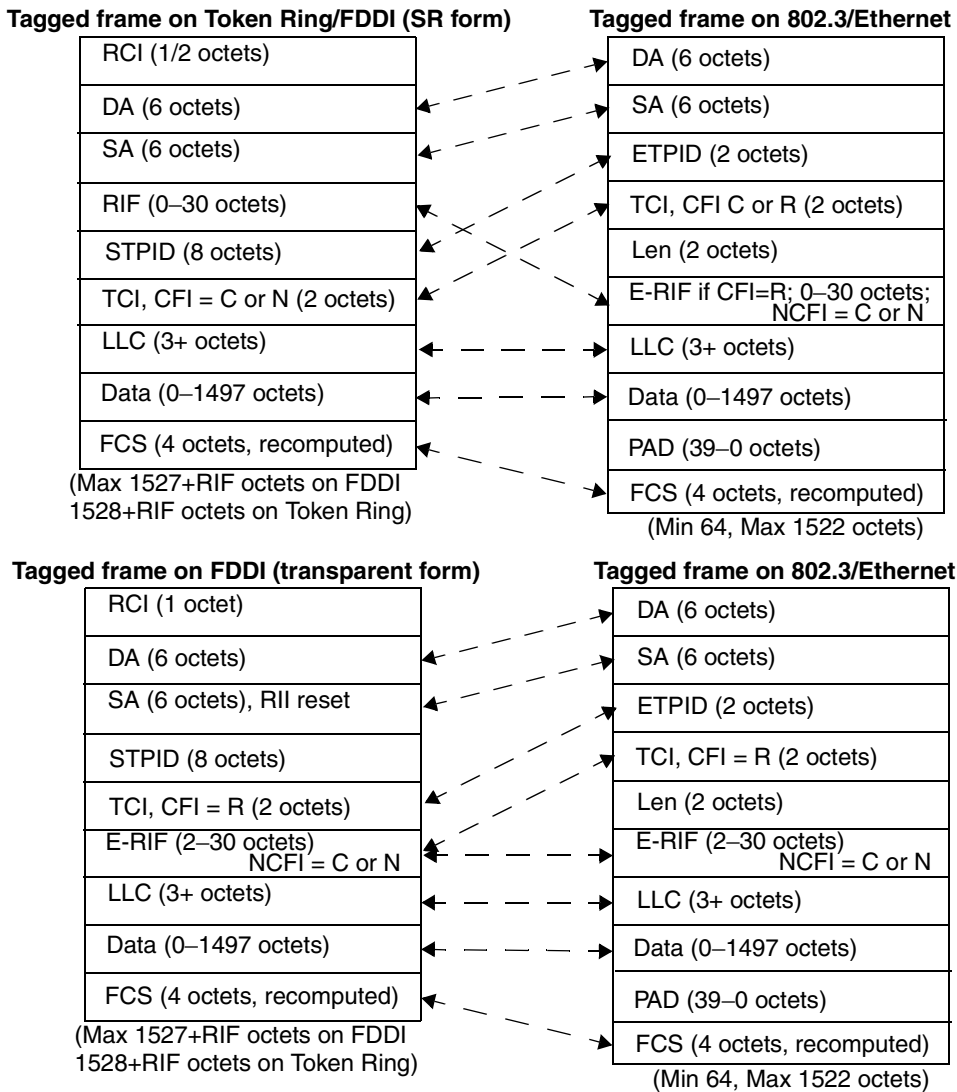 Tagged frame on Token Ring/FDDI (SR form)
RCI (1/2 octets)
DA (6 octets)
SA (6 octets)
RIF (0–30 octets)
STPID (8 octets)
TCI, CFI = C or N (2 octets)
LLC (3+ octets)
Data (0–1497 octets)
FCS (4 octets, recomputed)
(Max 1527+RIF octets on FDDI
1528+RIF octets on Token Ring)
Tagged frame on 802.3/Ethernet
DA (6 octets)
SA (6 octets)
ETPID (2 octets)
TCI, CFI C or R (2 octets)
Len (2 octets)
E-RIF if CFI=R; 0–30 octets;
NCFI = C or N
LLC (3+ octets)
Data (0–1497 octets)
PAD (39–0 octets)
FCS (4 octets, recomputed)
(Min 64, Max 1522 octets)
Tagged frame on FDDI (transparent form)
RCI (1 octet)
DA (6 octets)
SA (6 octets), RII reset
STPID (8 octets)
TCI, CFI = R (2 octets)
E-RIF (2–30 octets)
NCFI = C or N
LLC (3+ octets)
Data (0–1497 octets)
FCS (4 octets, recomputed)
(Max 1527+RIF octets on FDDI
1528+RIF octets on Token Ring)
Tagged frame on 802.3/Ethernet
DA (6 octets)
SA (6 octets)
ETPID (2 octets)
TCI, CFI = R (2 octets)
Len (2 octets)
E-RIF (2–30 octets)
NCFI = C or N
LLC (3+ octets)
Data (0–1497 octets)
PAD (39–0 octets)
FCS (4 octets, recomputed)
(Min 64, Max 1522 octets)